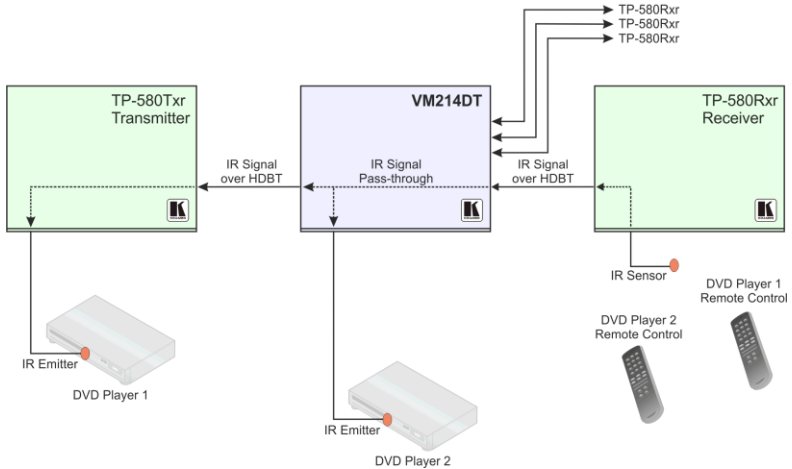 TP-580Rxr
TP-580Rxr
TP-580Rxr
TP-580Txr
Transmitter
VM214DT
TP-580Rxr
Receiver
IR Signal
over HDBT
IR Signal
Pass-through
IR Signal
over HDBT
IR Sensor
DVD Player 1
Remote Control
DVD Player 2
Remote Control
IR Emitter
DVD Player 1
IR Emitter
DVD Player 2